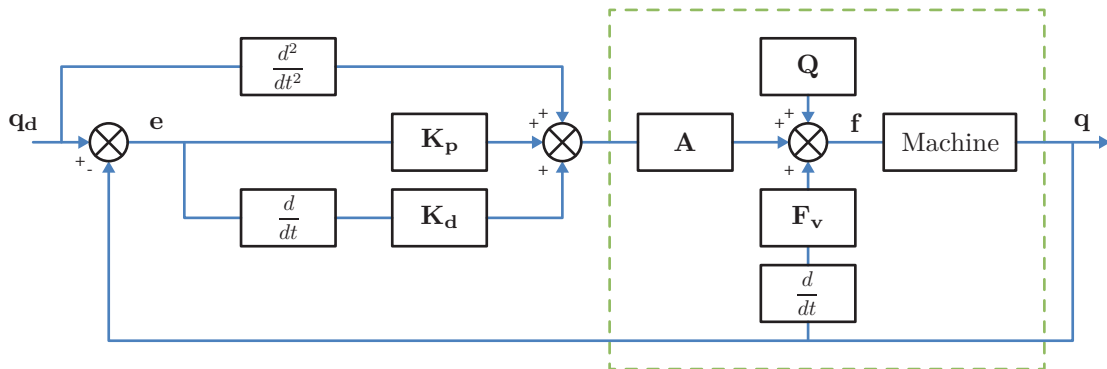 d²/dt²
Q
q_d
e
K_p
A
f
Machine
q
d/dt
K_d
F_v
d/dt
+
-
+
+
+
+
+
+